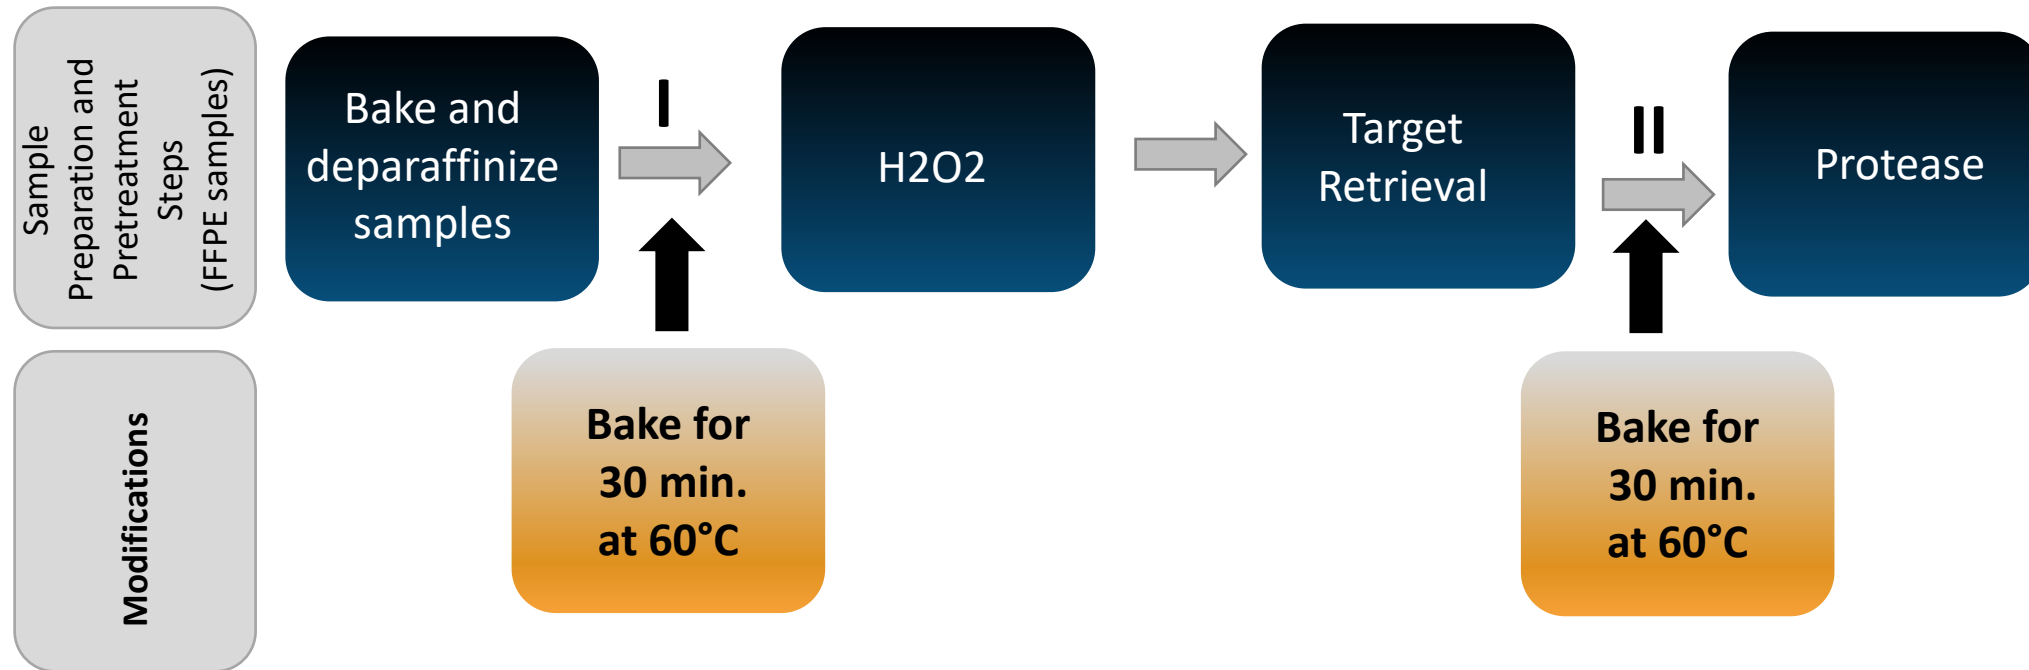 Sample
Preparation and
Pretreatment
Steps
(FFPE samples)
Bake and
deparaffinize
samples
I
H2O2
Target
Retrieval
II
Protease
Modifications
Bake for
30 min.
at 60°C
Bake for
30 min.
at 60°C